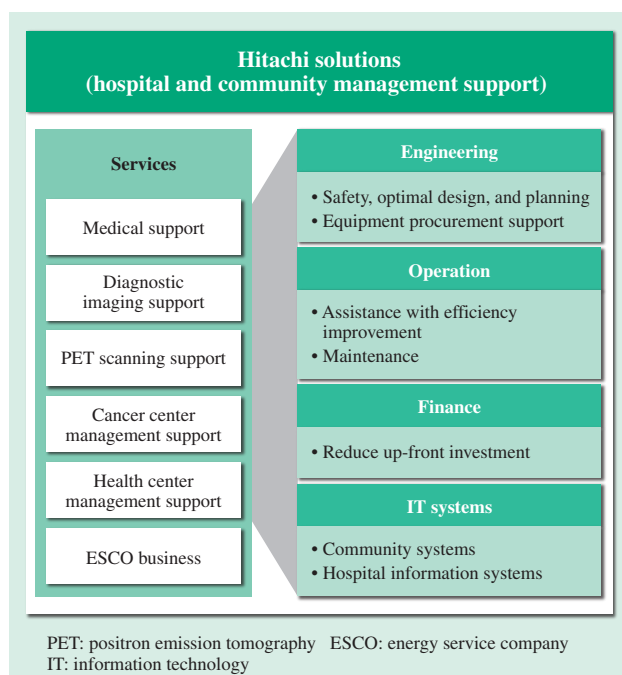 Hitachi solutions
(hospital and community management support)
Services
Medical support
Diagnostic
imaging support
PET scanning support
Cancer center
management support
Health center
management support
ESCO business
Engineering
• Safety, optimal design, and planning
• Equipment procurement support
Operation
• Assistance with efficiency
improvement
• Maintenance
Finance
• Reduce up-front investment
IT systems
• Community systems
• Hospital information systems
PET: positron emission tomography ESCO: energy service company
IT: information technology